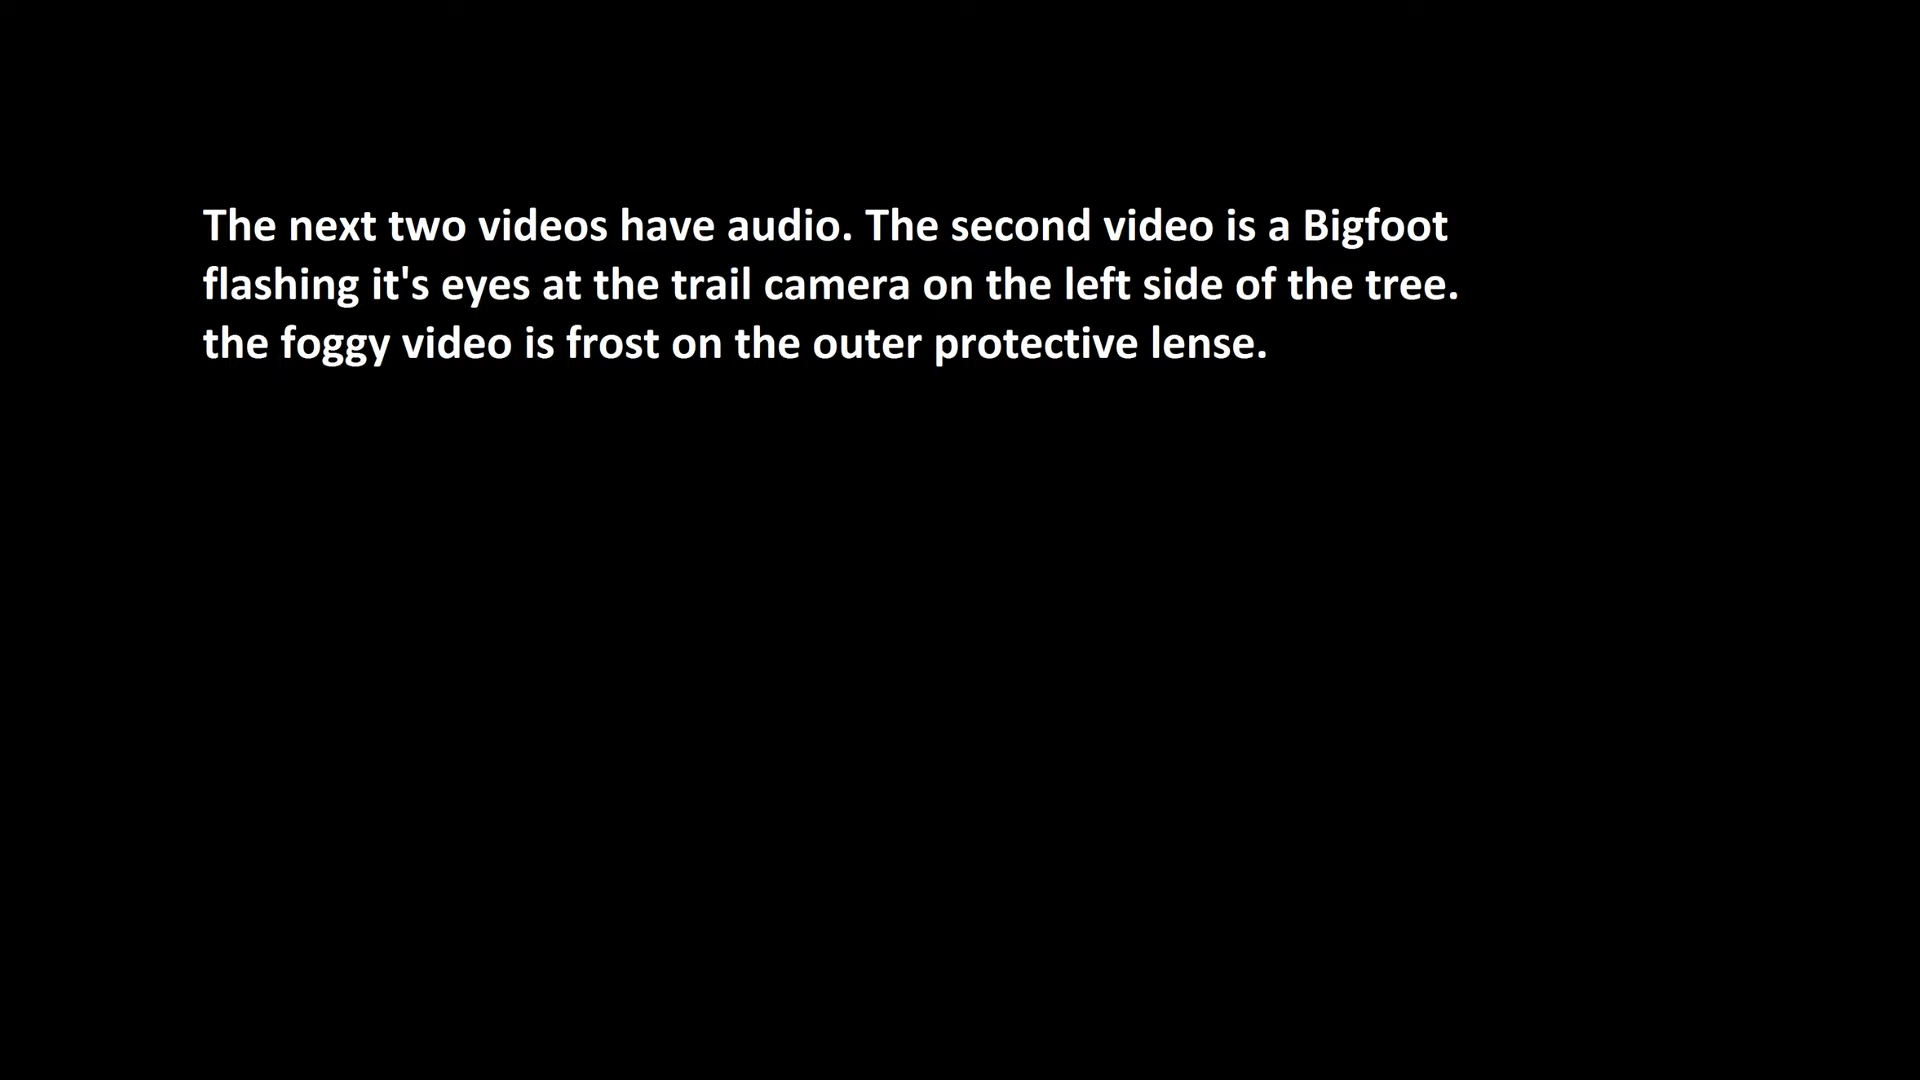 The next two videos have audio. The second video is a Bigfoot
flashing it's eyes at the trail camera on the left side of the tree.
the foggy video is frost on the outer protective lense.